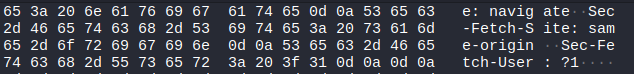 65 3a 20 6e 61 76 69 67 61 74 65 0d 0a 53 65 63 e: navig ate··Sec
2d 46 65 74 63 68 2d 53 69 74 65 3a 20 73 61 6d -Fetch-S ite: sam
65 2d 6f 72 69 67 69 6e 0d 0a 53 65 63 2d 46 65 e-origin ··Sec-Fe
74 63 68 2d 55 73 65 72 3a 20 3f 31 0d 0a 0d 0a tch-User : ?1····